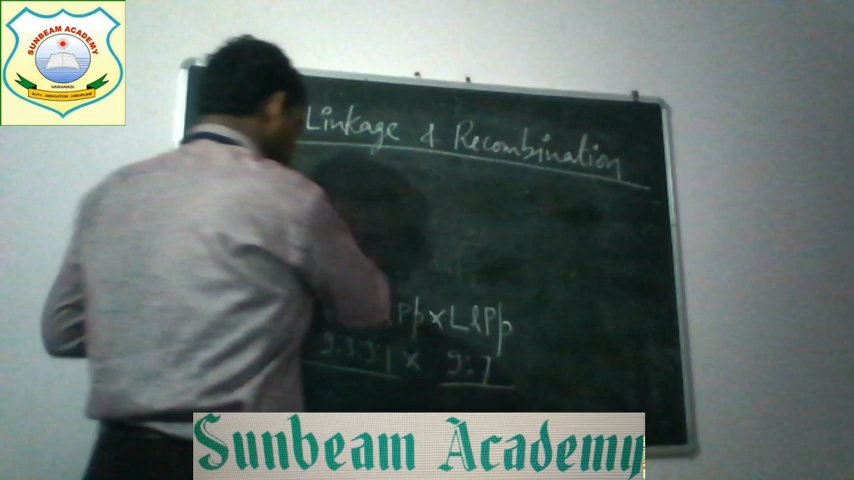 SUNBEAM ACADEMY
VARANASI
Linkage & Recombination
Pp × LlPp
9:3:3:1 × 9:7
Sunbeam Academy